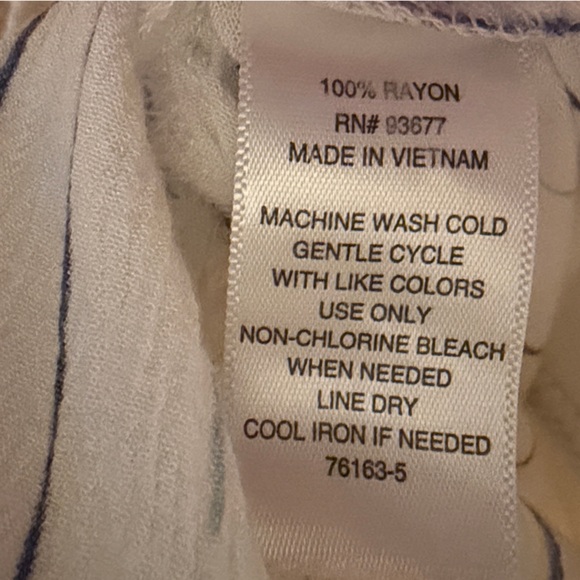 100% RAYON
RN# 93677
MADE IN VIETNAM
MACHINE WASH COLD
GENTLE CYCLE
WITH LIKE COLORS
USE ONLY
NON-CHLORINE BLEACH
WHEN NEEDED
LINE DRY
COOL IRON IF NEEDED
76163-5